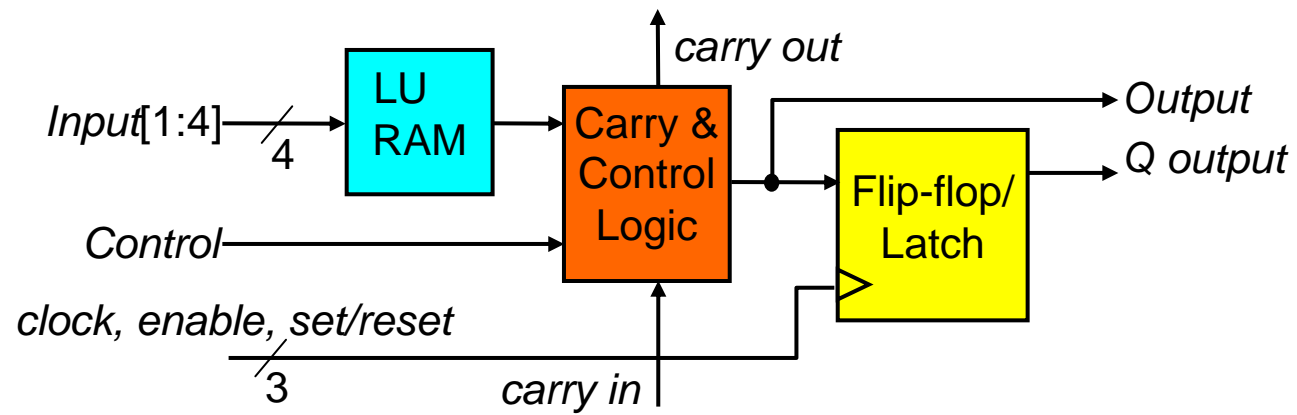 carry out
LU
RAM
Input[1:4]
4
Carry &
Control
Logic
Output
Q output
Flip-flop/
Latch
Control
clock, enable, set/reset
3
carry in